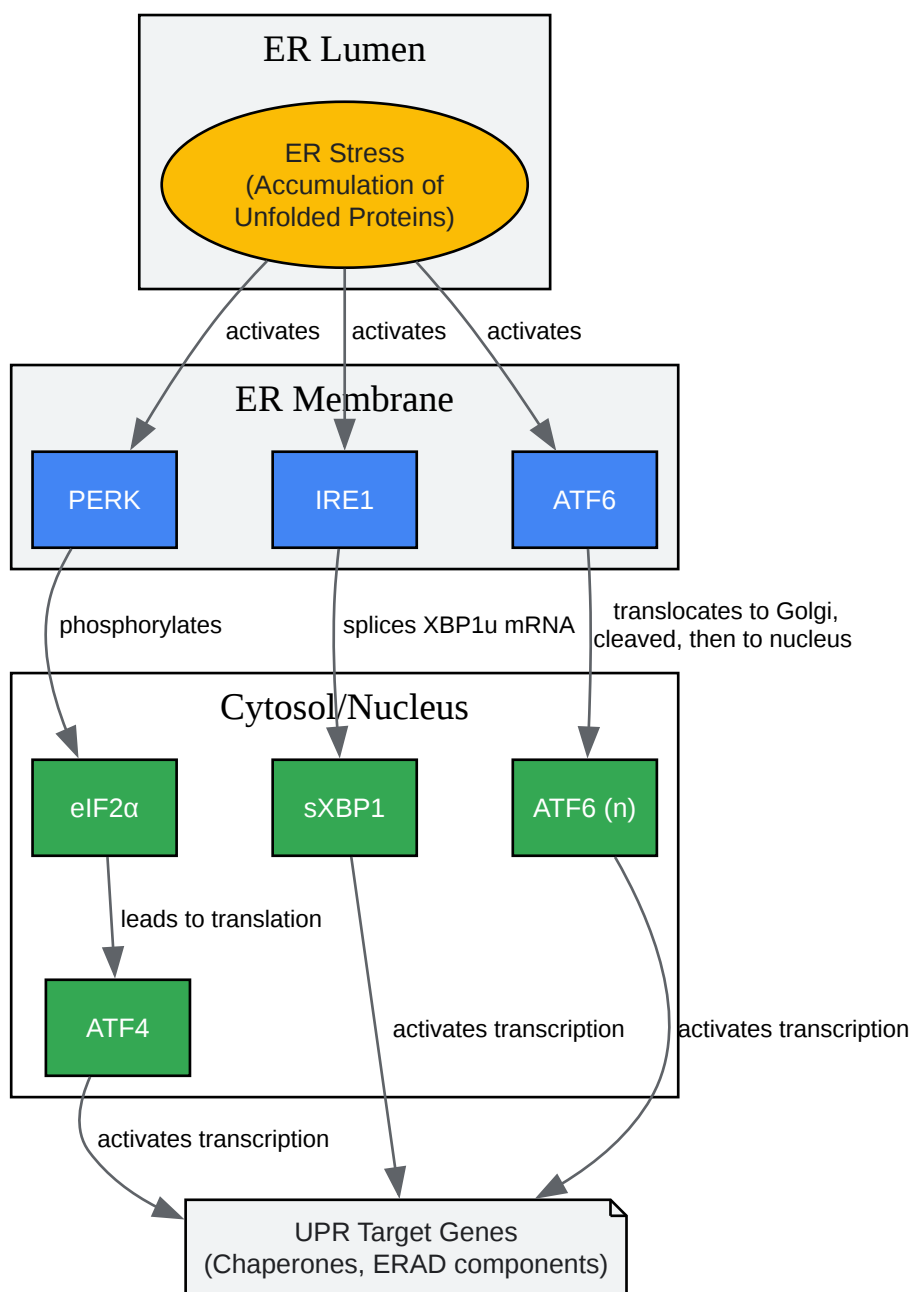 ER Lumen
ER Stress
(Accumulation of
Unfolded Proteins)
activates
activates
activates
ER Membrane
PERK
IRE1
ATF6
phosphorylates
splices XBP1u mRNA
translocates to Golgi,
cleaved, then to nucleus
Cytosol/Nucleus
eIF2α
sXBP1
ATF6 (n)
leads to translation
ATF4
activates transcription
activates transcription
activates transcription
UPR Target Genes
(Chaperones, ERAD components)